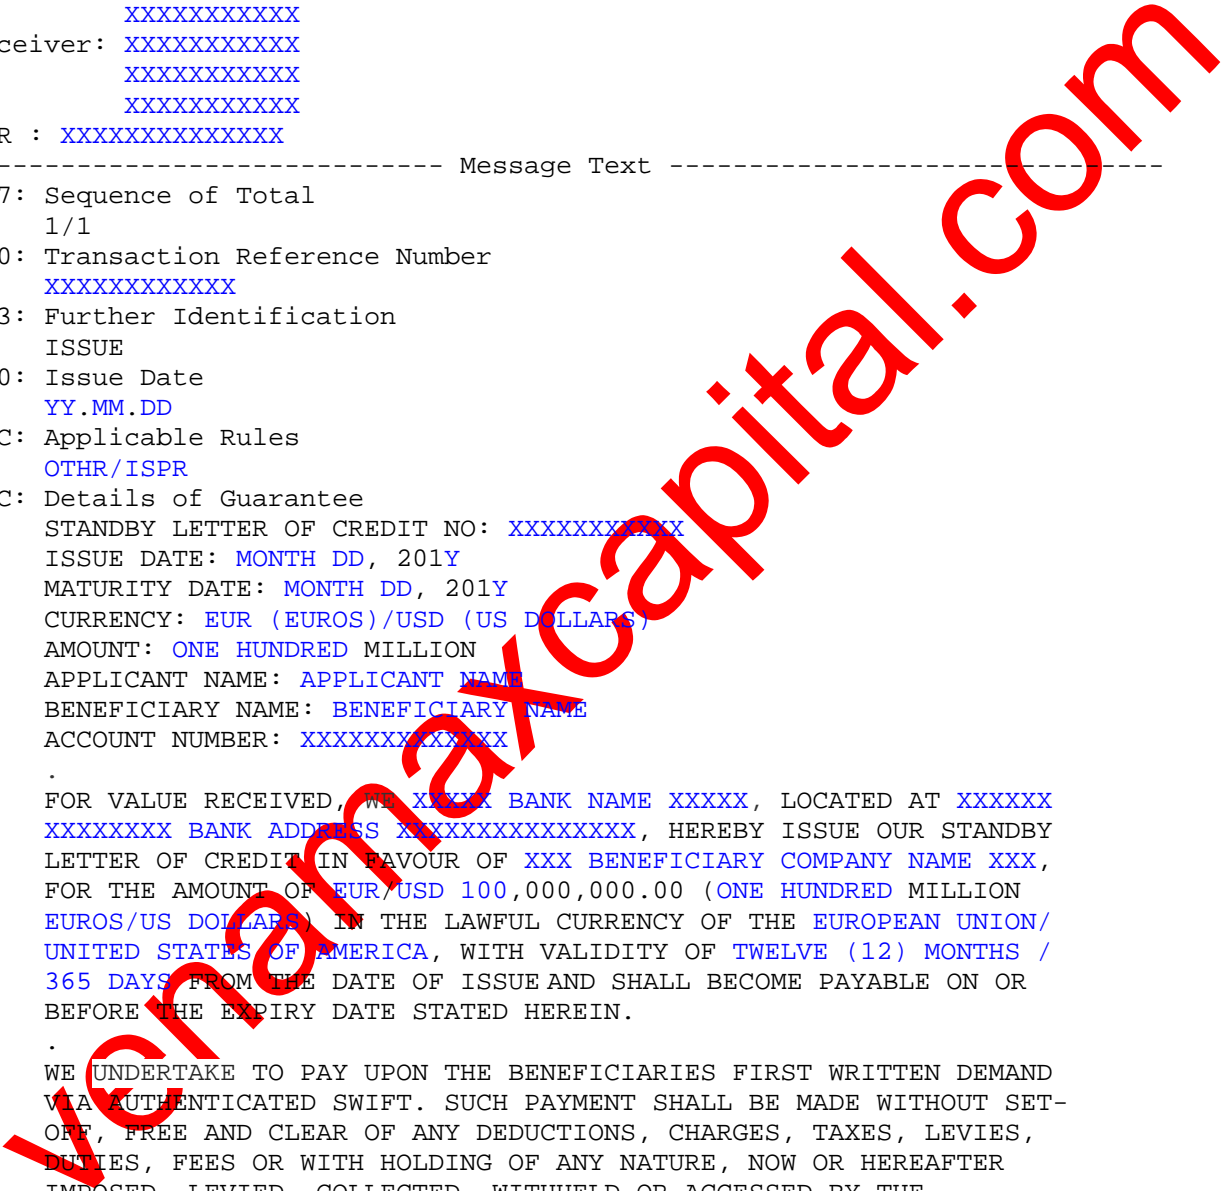 XXXXXXXXXXX
ceiver: XXXXXXXXXXX
XXXXXXXXXXX
XXXXXXXXXXX
R : XXXXXXXXXXXXXX
---------------------------- Message Text -------------------------------
7: Sequence of Total
1/1
0: Transaction Reference Number
XXXXXXXXXXXX
3: Further Identification
ISSUE
0: Issue Date
YY.MM.DD
C: Applicable Rules
OTHR/ISPR
C: Details of Guarantee
STANDBY LETTER OF CREDIT NO: XXXXXXXXXXX
ISSUE DATE: MONTH DD, 201Y
MATURITY DATE: MONTH DD, 201Y
CURRENCY: EUR (EUROS)/USD (US DOLLARS)
AMOUNT: ONE HUNDRED MILLION
APPLICANT NAME: APPLICANT NAME
BENEFICIARY NAME: BENEFICIARY NAME
ACCOUNT NUMBER: XXXXXXXXXXXXX
.
FOR VALUE RECEIVED, WE XXXXX BANK NAME XXXXX, LOCATED AT XXXXXX
XXXXXXXX BANK ADDRESS XXXXXXXXXXXXXXX, HEREBY ISSUE OUR STANDBY
LETTER OF CREDIT IN FAVOUR OF XXX BENEFICIARY COMPANY NAME XXX,
FOR THE AMOUNT OF EUR/USD 100,000,000.00 (ONE HUNDRED MILLION
EUROS/US DOLLARS) IN THE LAWFUL CURRENCY OF THE EUROPEAN UNION/
UNITED STATES OF AMERICA, WITH VALIDITY OF TWELVE (12) MONTHS /
365 DAYS FROM THE DATE OF ISSUE AND SHALL BECOME PAYABLE ON OR
BEFORE THE EXPIRY DATE STATED HEREIN.
.
WE UNDERTAKE TO PAY UPON THE BENEFICIARIES FIRST WRITTEN DEMAND
VIA AUTHENTICATED SWIFT. SUCH PAYMENT SHALL BE MADE WITHOUT SET-
OFF, FREE AND CLEAR OF ANY DEDUCTIONS, CHARGES, TAXES, LEVIES,
DUTIES, FEES OR WITH HOLDING OF ANY NATURE, NOW OR HEREAFTER
IMPOSED, LEVIED, COLLECTED, WITHHELD OR ACCESSED BY THE
venamaxcapital.com